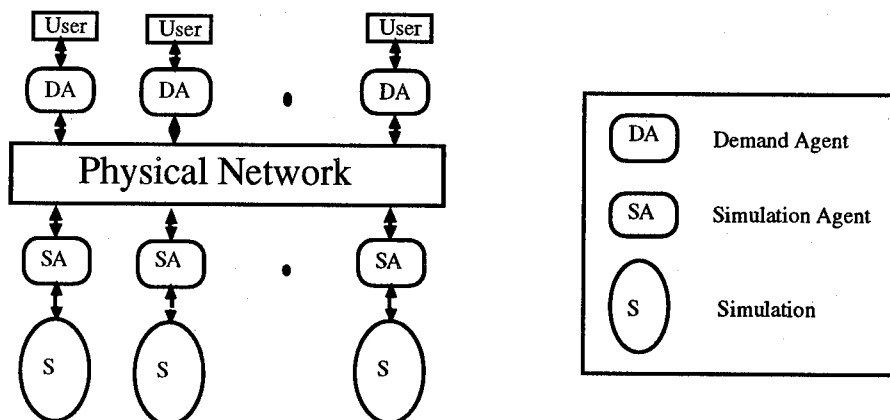 User User User
DA DA DA
Physical Network
SA SA SA
S S S
DA Demand Agent
SA Simulation Agent
S Simulation